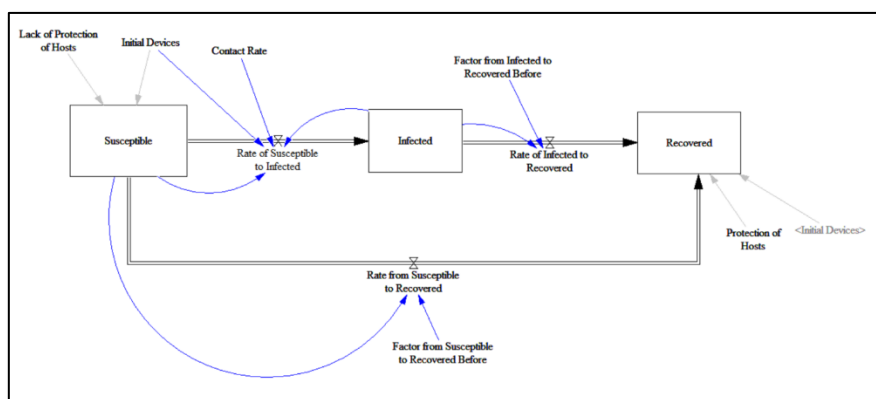 Lack of Protection
of Hosts
Initial Devices
Contact Rate
Factor from Infected to
Recovered Before
Susceptible
Rate of Susceptible
to Infected
Infected
Rate of Infected to
Recovered
Recovered
Protection of
Hosts
<Initial Devices>
Rate from Susceptible
to Recovered
Factor from Susceptible
to Recovered Before